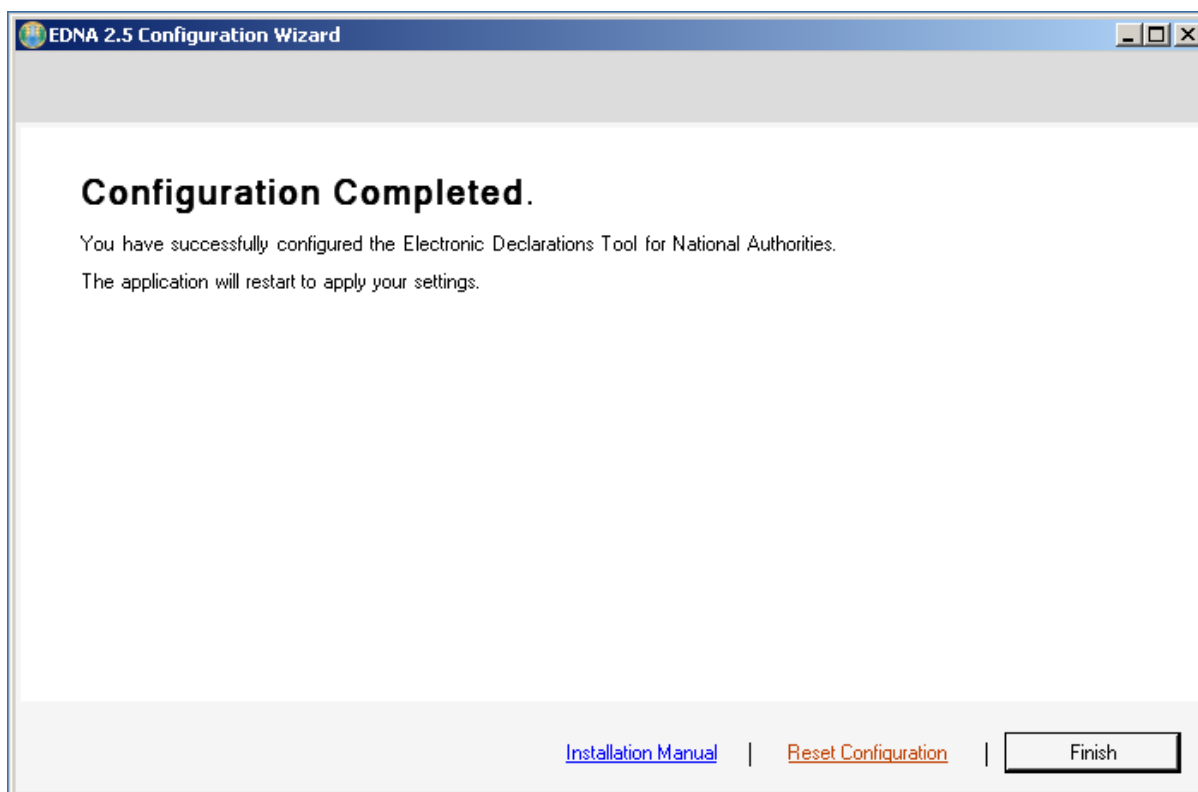 EDNA 2.5 Configuration Wizard
Configuration Completed.
You have successfully configured the Electronic Declarations Tool for National Authorities.
The application will restart to apply your settings.
Installation Manual | Reset Configuration | Finish